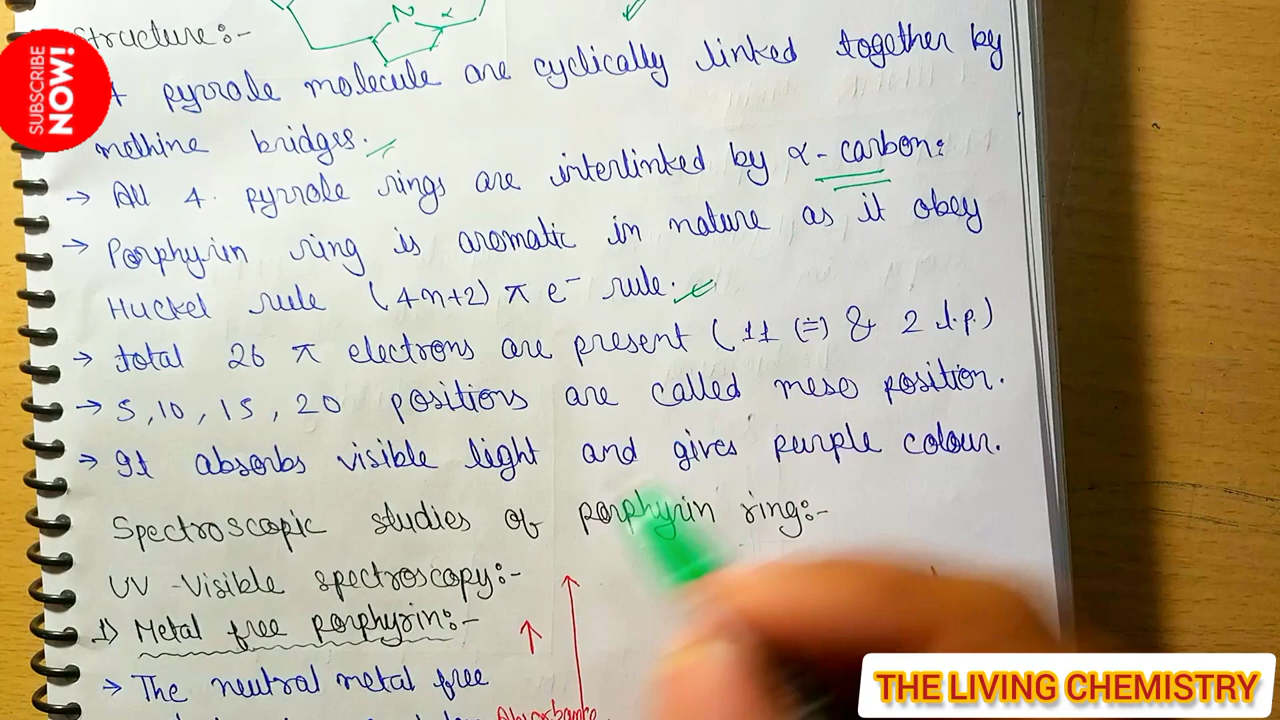 N α
Structure:-
4 pyrrole molecule are cyclically linked together by
methine bridges.
→ All 4 pyrrole rings are interlinked by α-carbon:
→ Porphyrin ring is aromatic in nature as it obey
Huckel rule (4n+2) π e⁻ rule.
→ total 26 π electrons are present (11 (=) & 2 l.p.)
→ 5, 10, 15, 20 positions are called meso position.
→ It absorbs visible light and gives purple colour.
Spectroscopic studies of porphyrin ring:-
UV-Visible spectroscopy:-
1) Metal free porphyrin:-
→ The neutral metal free
Absorbance
SUBSCRIBE
NOW!
THE LIVING CHEMISTRY